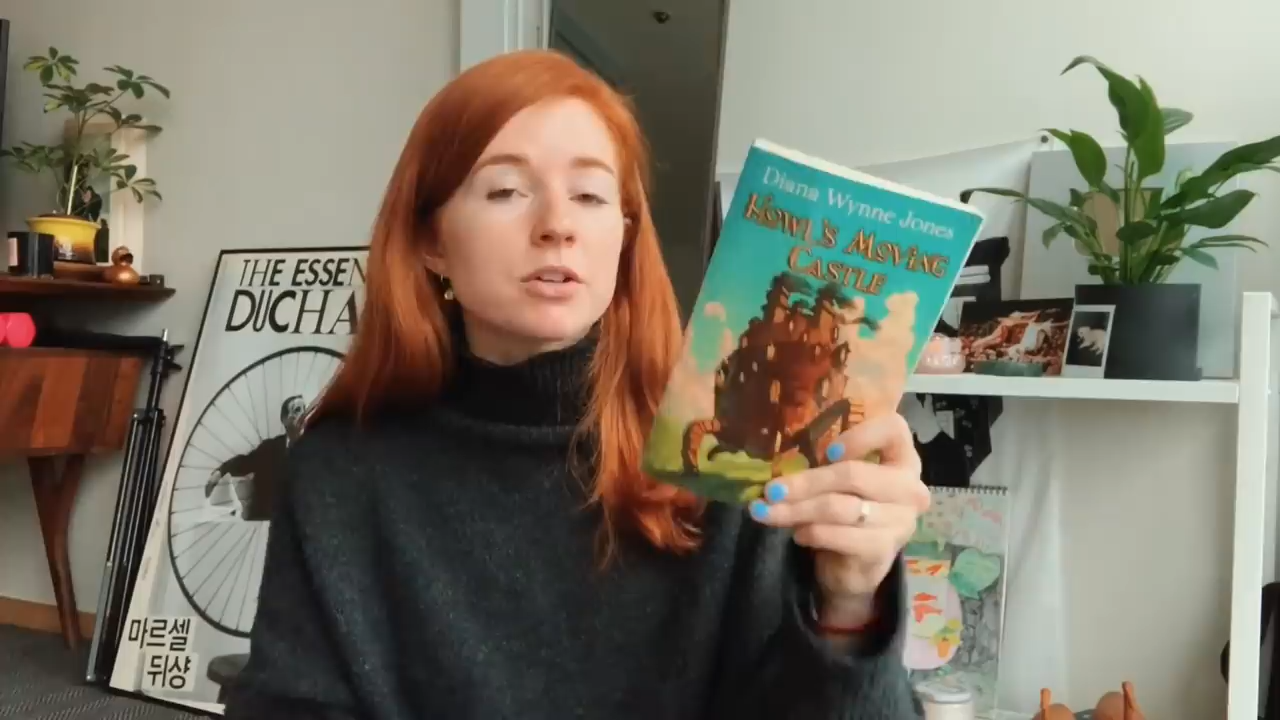 THE ESSEN
DUCHA
마르셀
뒤샹
Diana Wynne Jones
HOWL'S MOVING
CASTLE